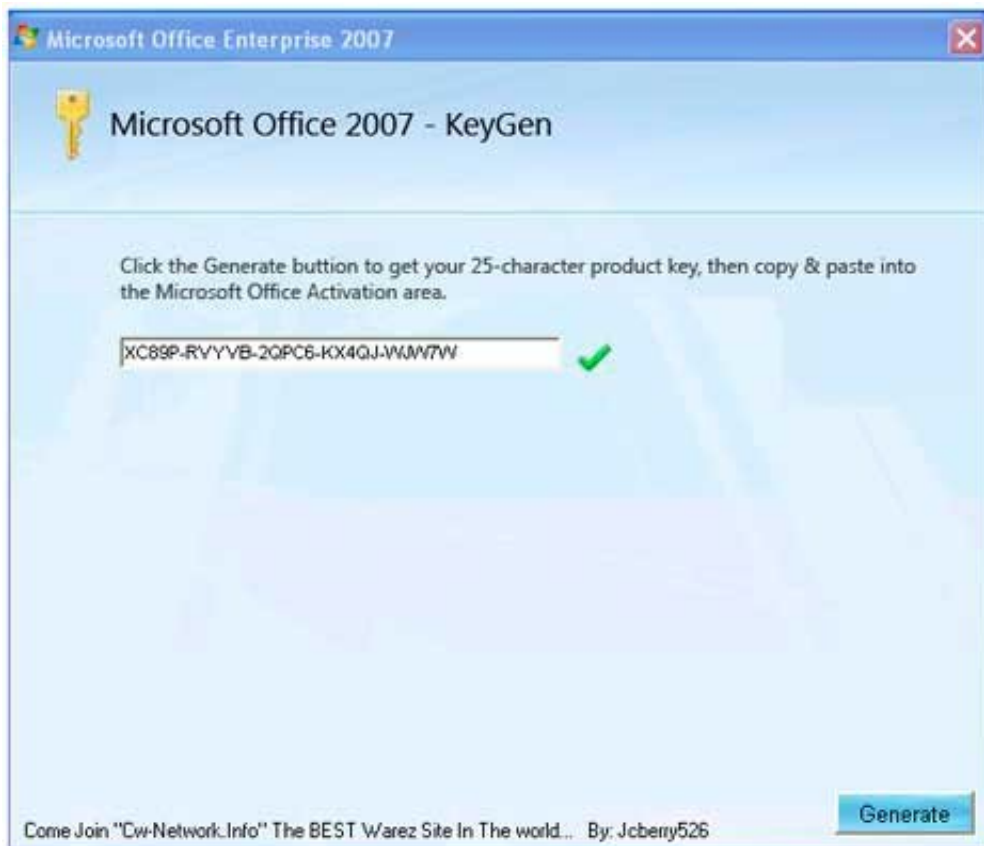 Microsoft Office Enterprise 2007
Microsoft Office 2007 - KeyGen
Click the Generate buttion to get your 25-character product key, then copy & paste into
the Microsoft Office Activation area.
XC89P-RVYVB-2QPC6-KX4QJ-WJW7W
Generate
Come Join "Cw-Network.Info" The BEST Warez Site In The world... By: Jcberry526